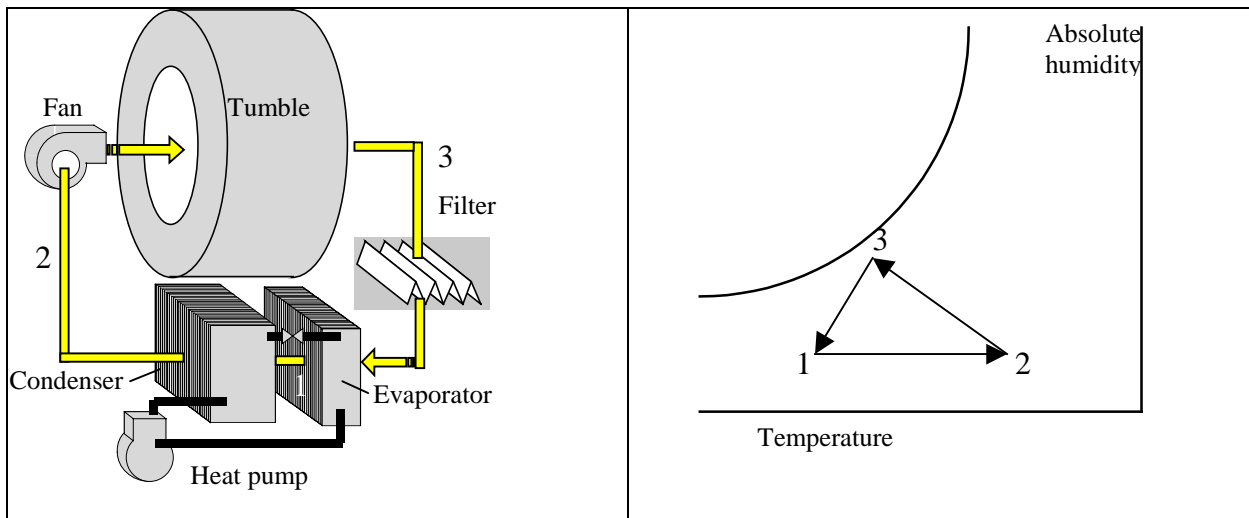 Fan
Tumble
3
Filter
2
Condenser
1
Evaporator
Heat pump
Absolute
humidity
3
1
2
Temperature